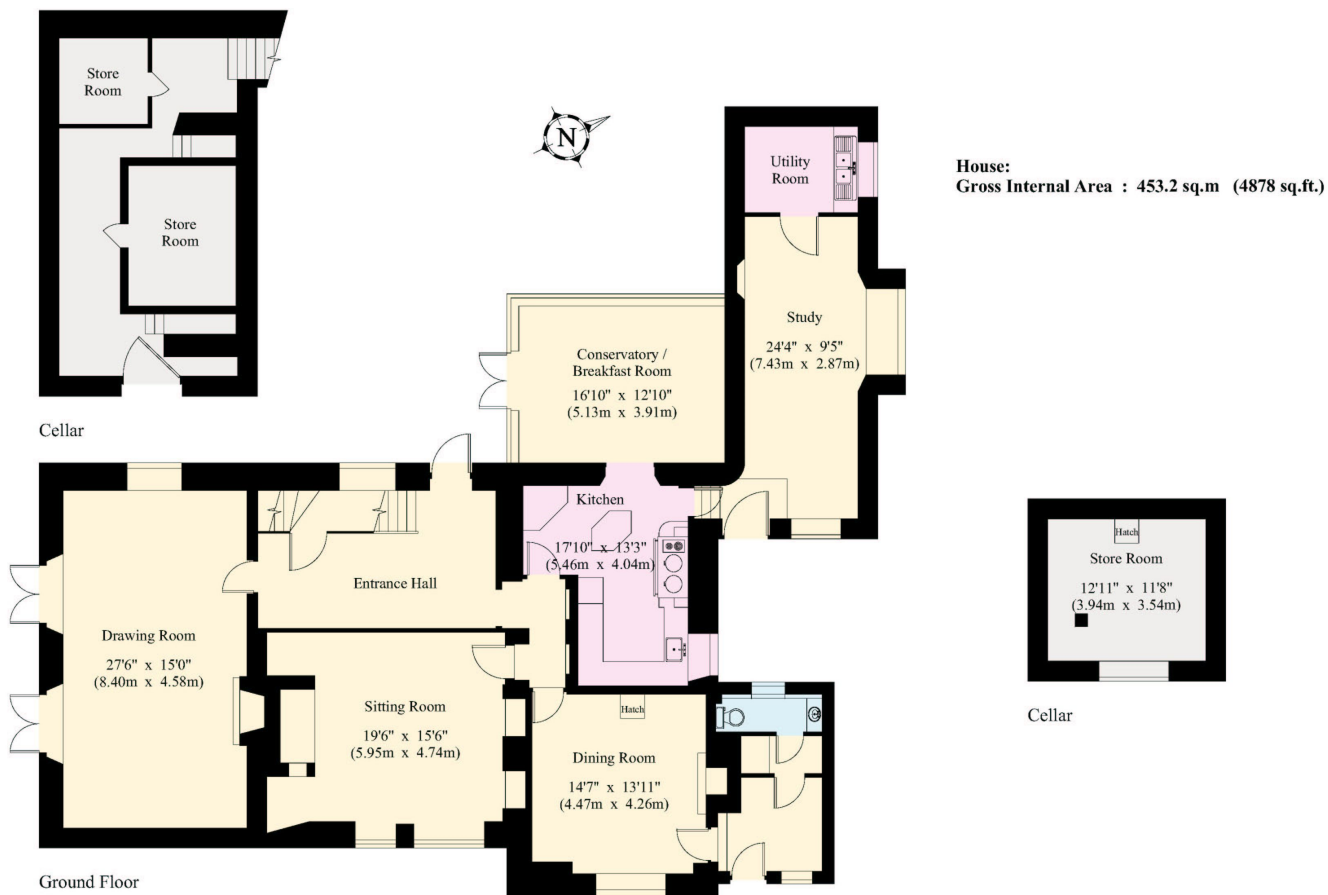 Store
Room
Store
Room
Cellar
N
Utility
Room
House:
Gross Internal Area : 453.2 sq.m (4878 sq.ft.)
Study
24'4" x 9'5"
(7.43m x 2.87m)
Conservatory /
Breakfast Room
16'10" x 12'10"
(5.13m x 3.91m)
Kitchen
17'10" x 13'3"
(5.46m x 4.04m)
Entrance Hall
Drawing Room
27'6" x 15'0"
(8.40m x 4.58m)
Sitting Room
19'6" x 15'6"
(5.95m x 4.74m)
Hatch
Dining Room
14'7" x 13'11"
(4.47m x 4.26m)
Ground Floor
Hatch
Store Room
12'11" x 11'8"
(3.94m x 3.54m)
Cellar